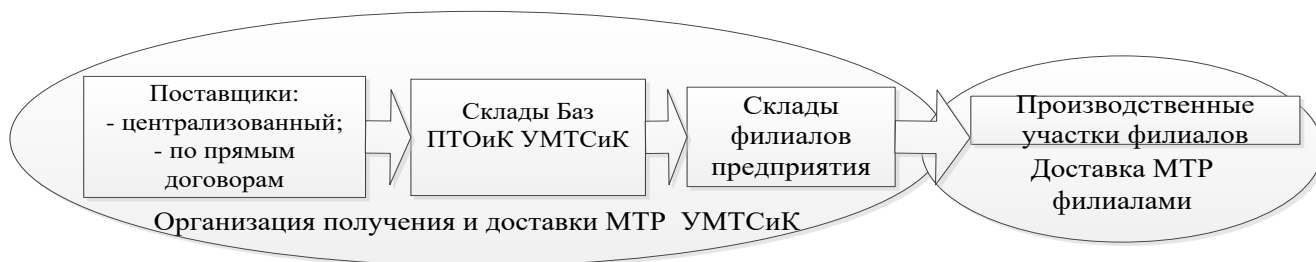 Поставщики:
- централизованный;
- по прямым
договорам
Склады Баз
ПТОиК УМТСиК
Склады
филиалов
предприятия
Производственные
участки филиалов
Доставка МТР
филиалами
Организация получения и доставки МТР УМТСиК